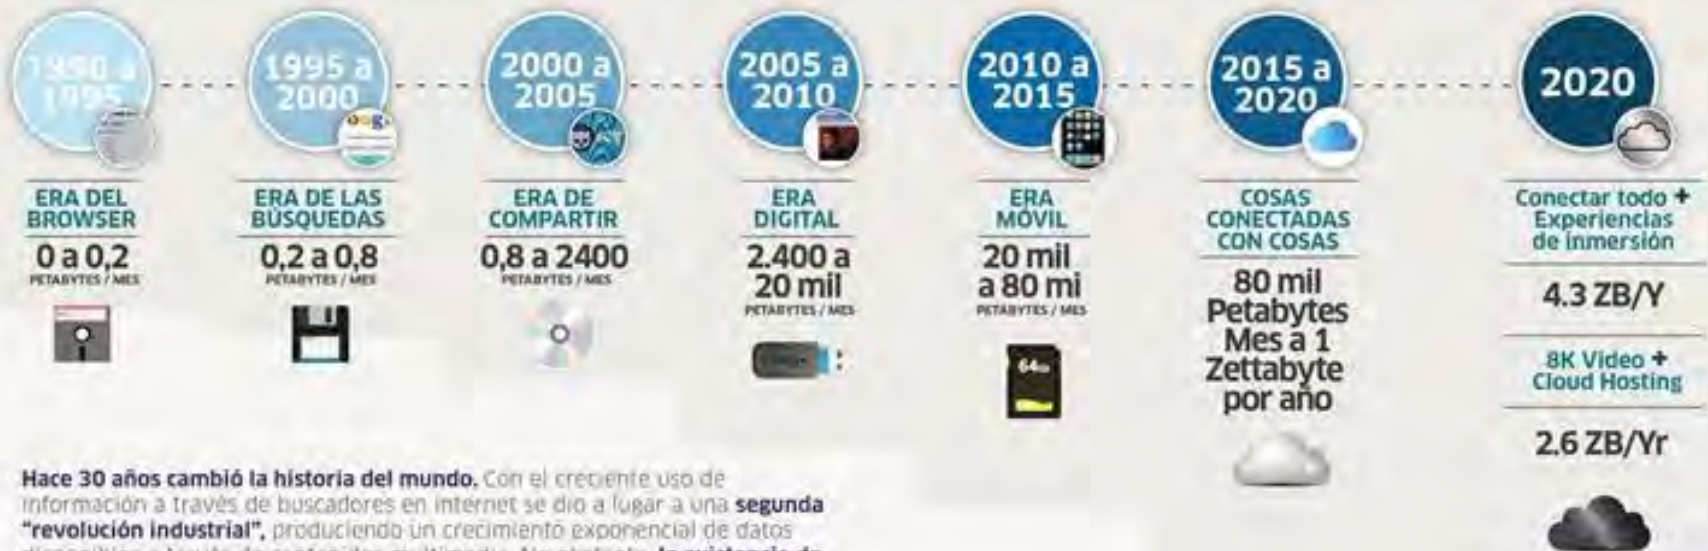 1990 a
1995
1995 a
2000
2000 a
2005
2005 a
2010
2010 a
2015
2015 a
2020
2020
ERA DEL
BROWSER
0 a 0,2
PETABYTES / MES
ERA DE LAS
BÚSQUEDAS
0,2 a 0,8
PETABYTES / MES
ERA DE
COMPARTIR
0,8 a 2400
PETABYTES / MES
ERA
DIGITAL
2.400 a
20 mil
PETABYTES / MES
ERA
MÓVIL
20 mil
a 80 mi
PETABYTES / MES
64
COSAS
CONECTADAS
CON COSAS
80 mil
Petabytes
Mes a 1
Zettabyte
por año
Conectar todo +
Experiencias
de inmersión
4.3 ZB/Y
8K Video +
Cloud Hosting
2.6 ZB/Yr
Hace 30 años cambió la historia del mundo. Con el creciente uso de
información a través de buscadores en internet se dio a lugar a una segunda
"revolución industrial", produciendo un crecimiento exponencial de datos